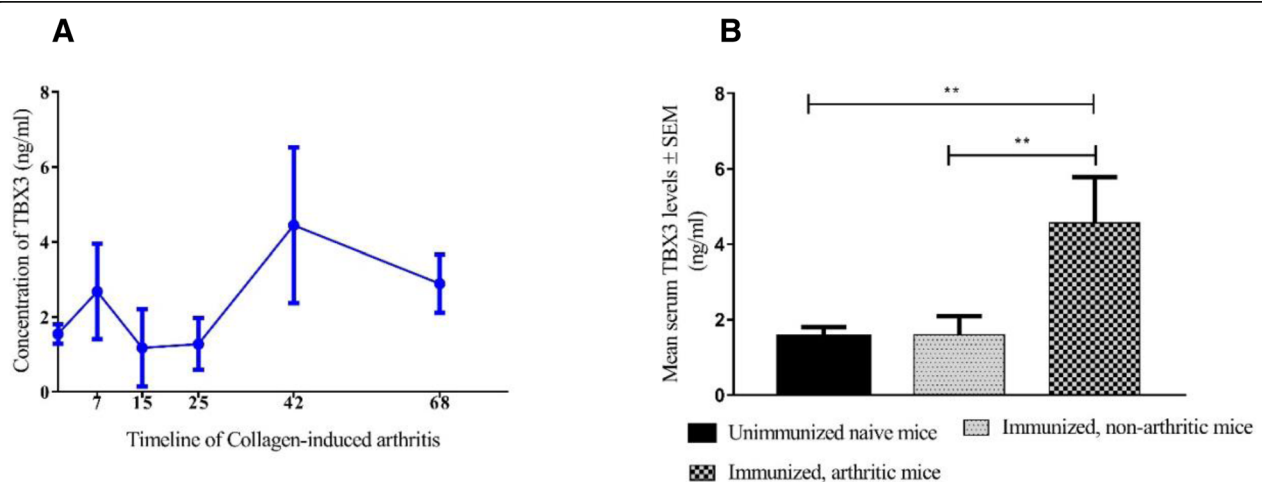 A
Concentration of TBX3 (ng/ml)
8
6
4
2
0
7 15 25 42 68
Timeline of Collagen-induced arthritis
B
Mean serum TBX3 levels ± SEM
(ng/ml)
8
6
4
2
0
**
**
Unimmunized naive mice
Immunized, non-arthritic mice
Immunized, arthritic mice